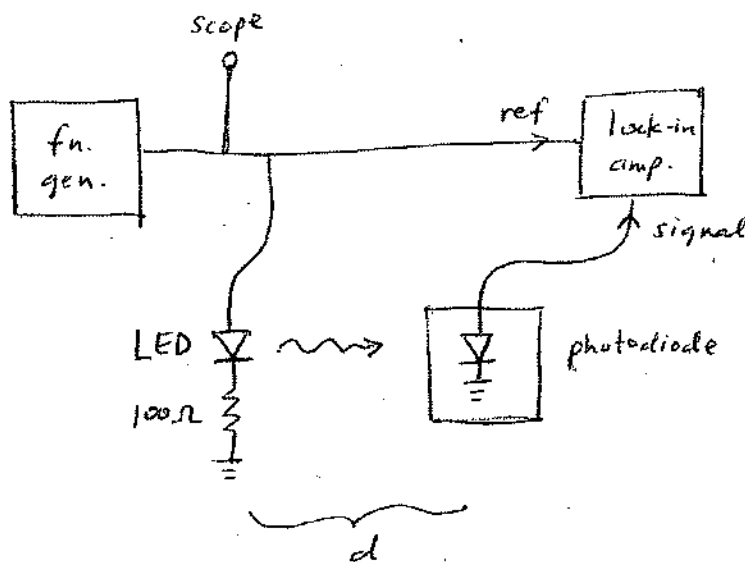 scope
fn.
gen.
ref
lock-in
amp.
signal
LED
photodiode
100Ω
d